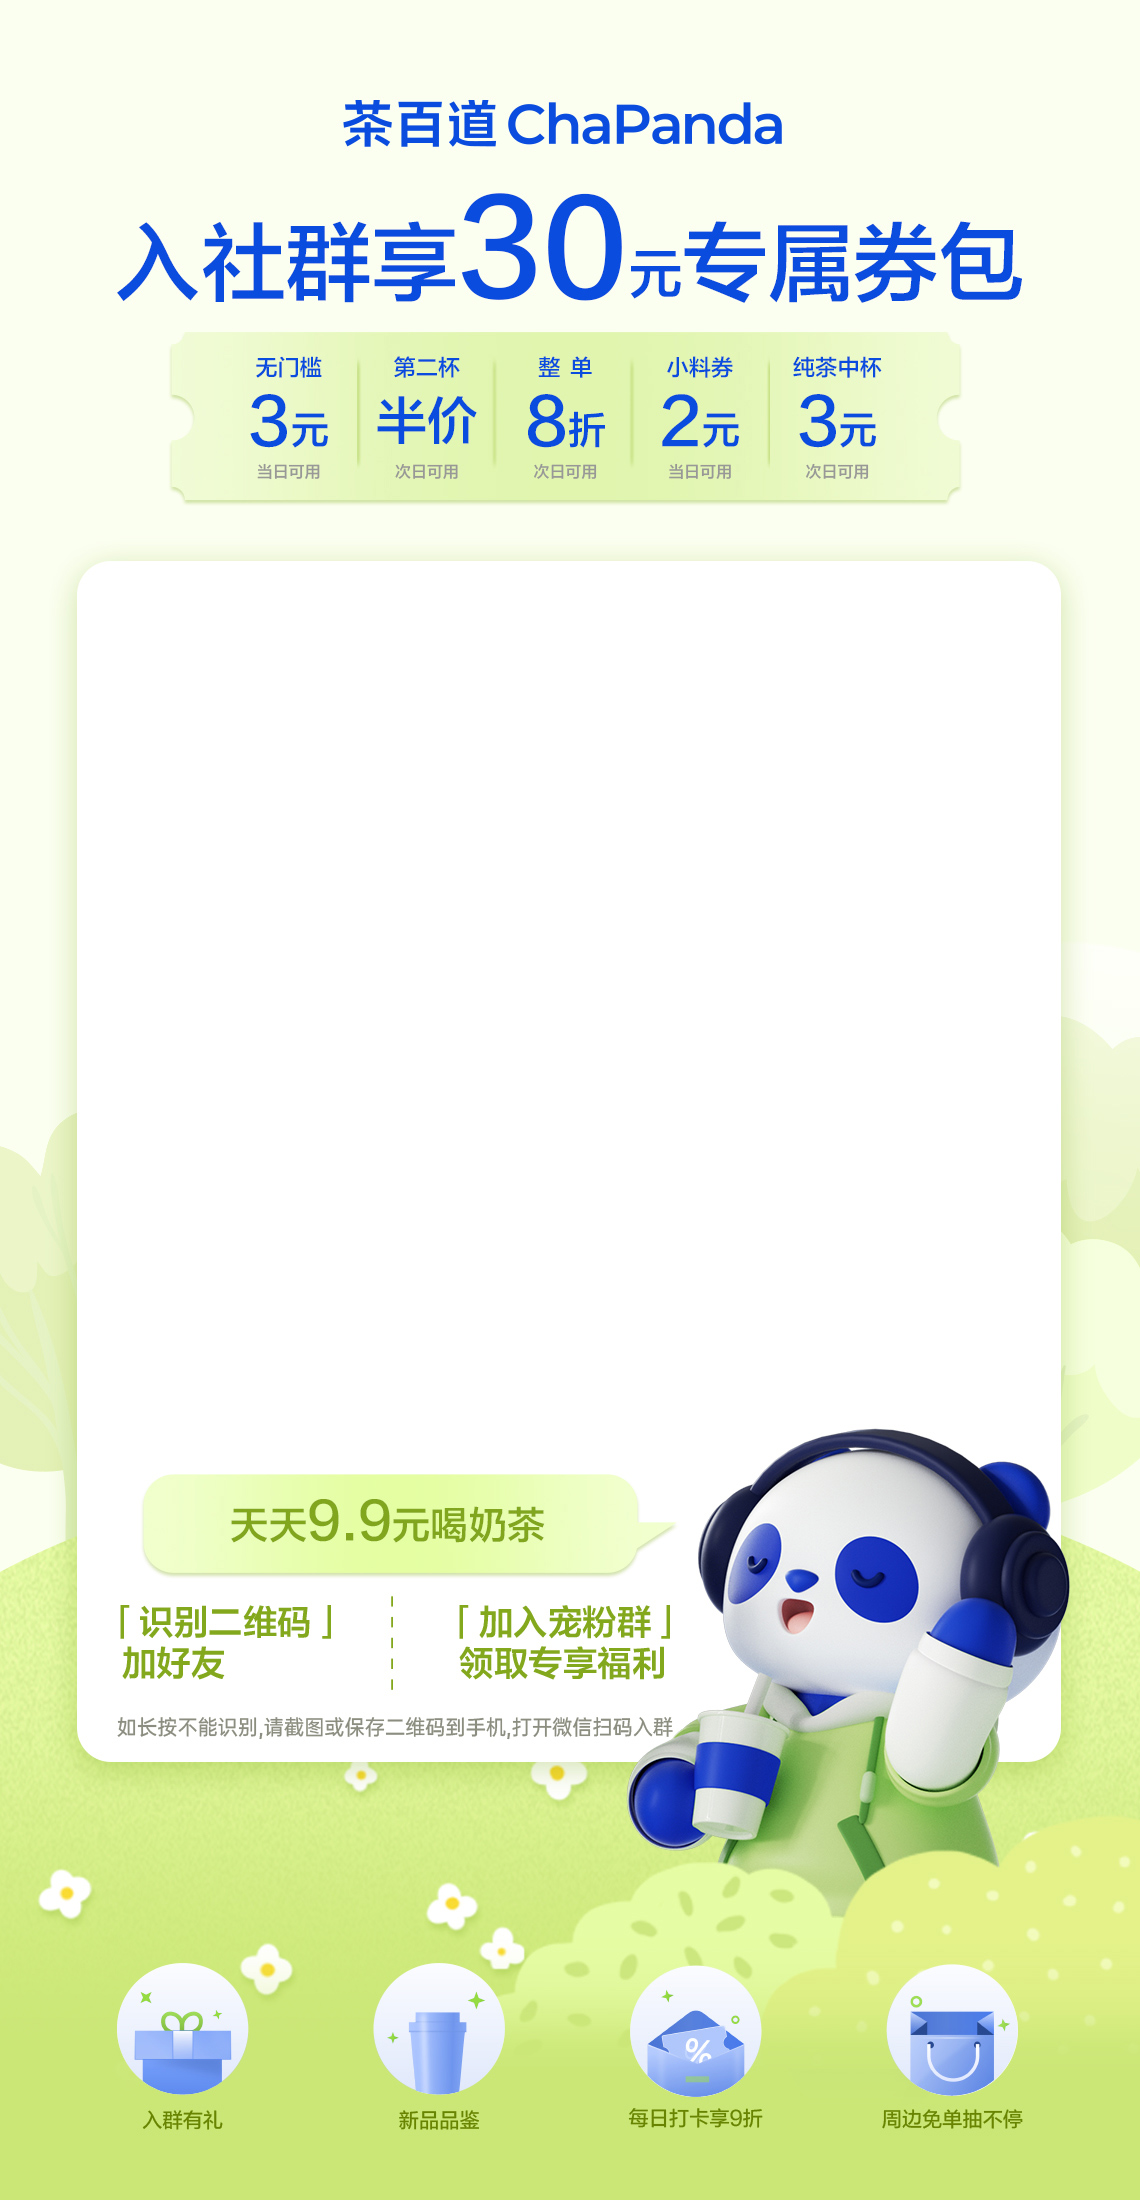 茶百道 ChaPanda
入社群享30元专属券包
无门槛 第二杯 整 单 小料券 纯茶中杯
3元 半价 8折 2元 3元
当日可用 次日可用 次日可用 当日可用 次日可用
天天9.9元喝奶茶
「识别二维码」 「加入宠粉群」
加好友 领取专享福利
如长按不能识别,请截图或保存二维码到手机,打开微信扫码入群
%
入群有礼 新品品鉴 每日打卡享9折 周边免单抽不停